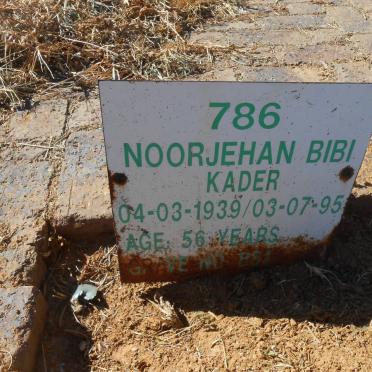 786
NOORJEHAN BIBI
KADER
04-03-1939/03-07-95
AGE: 56 YEARS